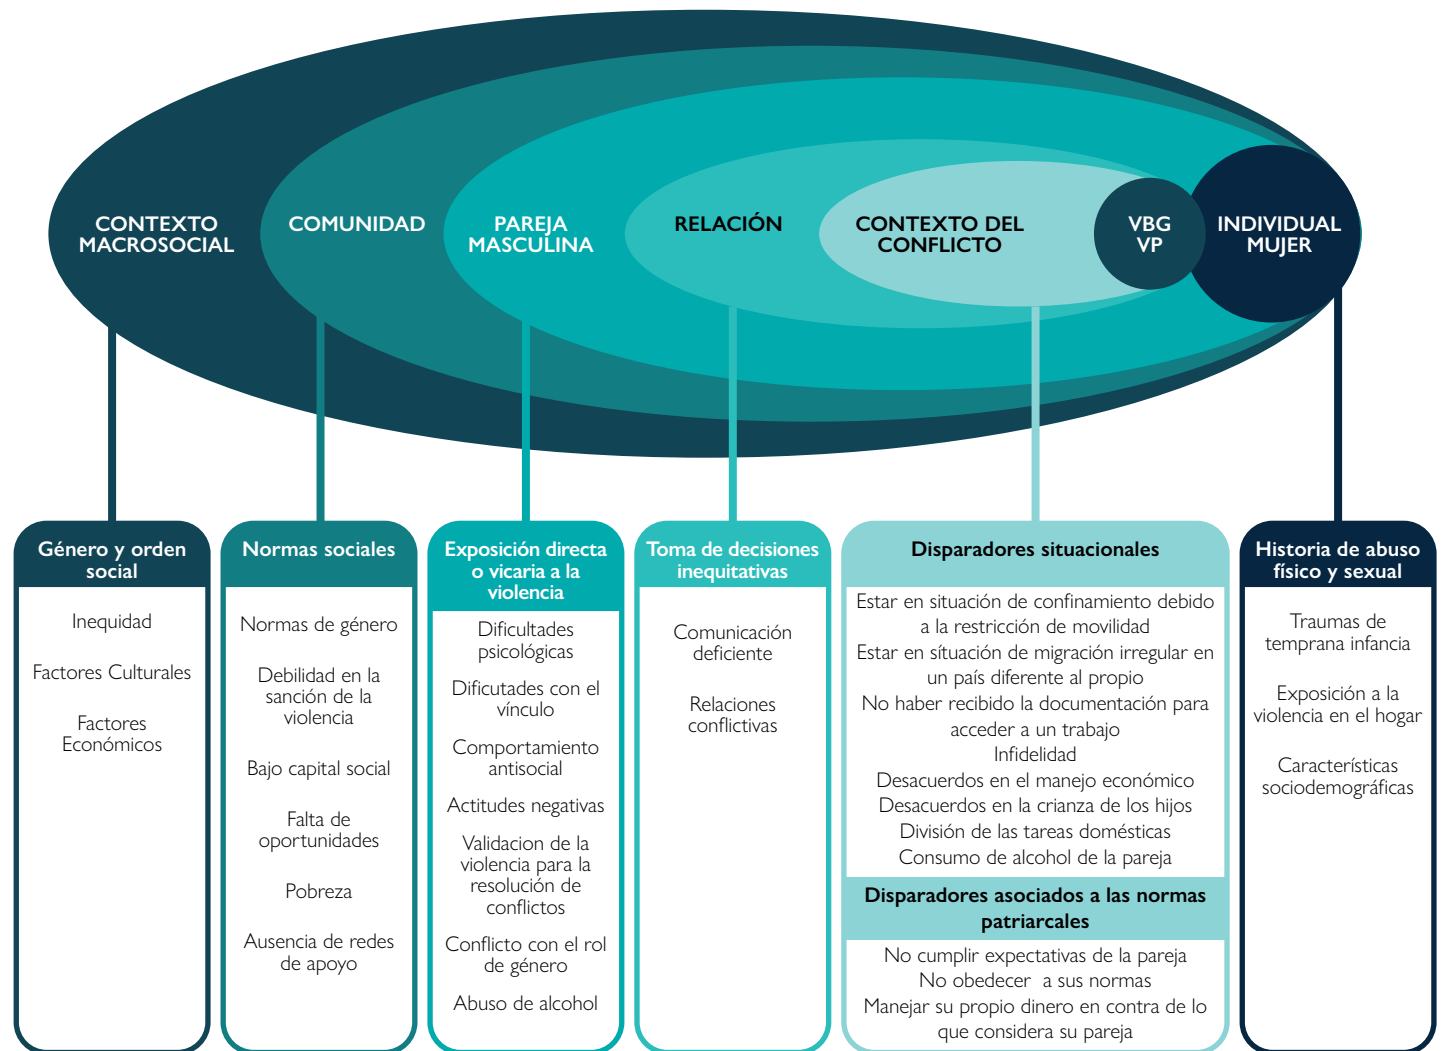 CONTEXTO
MACROSOCIAL
COMUNIDAD
PAREJA
MASCULINA
RELACIÓN
CONTEXTO DEL
CONFLICTO
VBG
VP
INDIVIDUAL
MUJER
Género y orden
social
Inequidad
Factores Culturales
Factores
Económicos
Normas sociales
Normas de género
Debilidad en la
sanción de la
violencia
Bajo capital social
Falta de
oportunidades
Pobreza
Ausencia de redes
de apoyo
Exposición directa
o vicaria a la
violencia
Dificultades
psicológicas
Dificutades con el
vínculo
Comportamiento
antisocial
Actitudes negativas
Validacion de la
violencia para la
resolución de
conflictos
Conflicto con el rol
de género
Abuso de alcohol
Toma de decisiones
inequitativas
Comunicación
deficiente
Relaciones
conflictivas
Disparadores situacionales
Estar en situación de confinamiento debido
a la restricción de movilidad
Estar en sítuación de migración irregular en
un país diferente al propio
No haber recibido la documentación para
acceder a un trabajo
Infidelidad
Desacuerdos en el manejo económico
Desacuerdos en la crianza de los hijos
División de las tareas domésticas
Consumo de alcohol de la pareja
Disparadores asociados a las normas
patriarcales
No cumplir expectativas de la pareja
No obedecer a sus normas
Manejar su propio dinero en contra de lo
que considera su pareja
Historia de abuso
físico y sexual
Traumas de
temprana infancia
Exposición a la
violencia en el hogar
Características
sociodemográficas